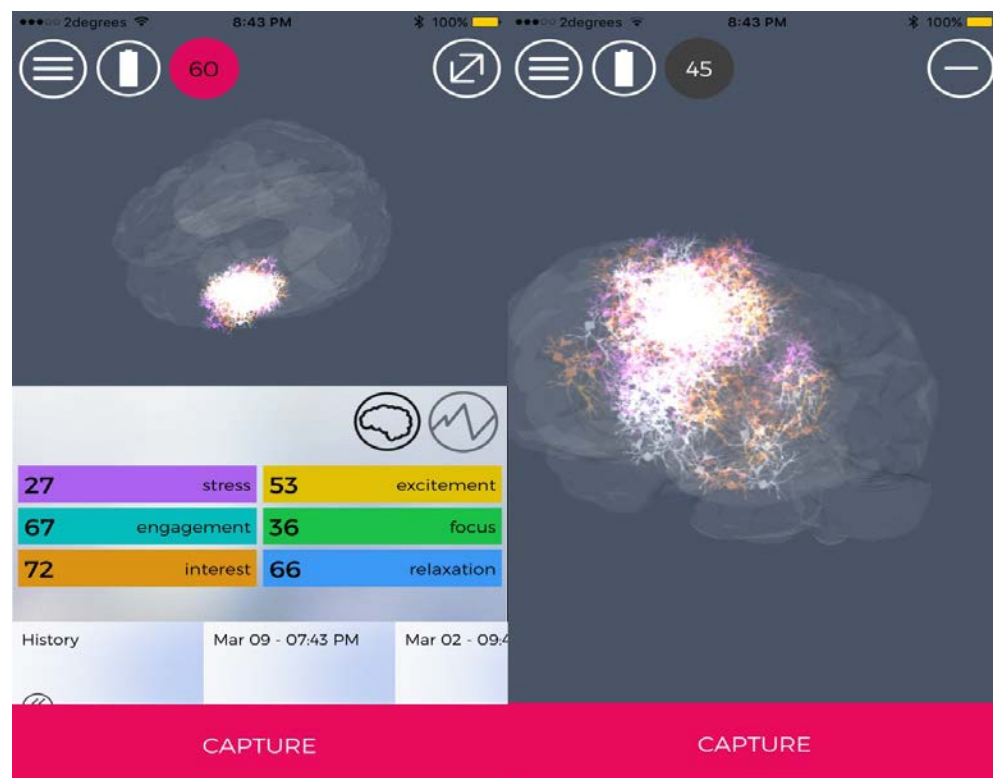 2degrees 8:43 PM 100%
60
27 stress 53 excitement
67 engagement 36 focus
72 interest 66 relaxation
History Mar 09 - 07:43 PM Mar 02 - 09:4
CAPTURE
2degrees 8:43 PM 100%
45
CAPTURE